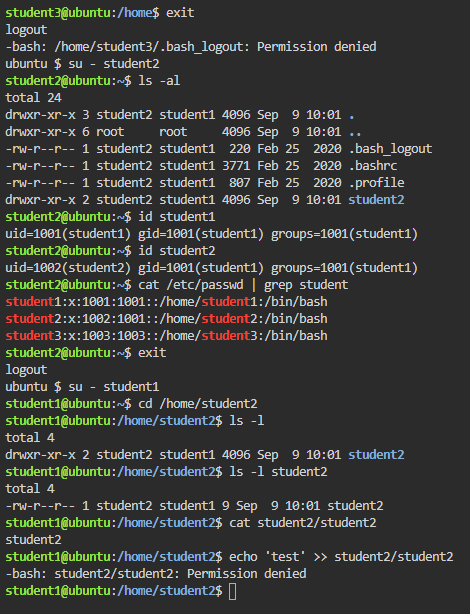 student3@ubuntu:/home$ exit
logout
-bash: /home/student3/.bash_logout: Permission denied
ubuntu $ su - student2
student2@ubuntu:~$ ls -al
total 24
drwxr-xr-x 3 student2 student1 4096 Sep  9 10:01 .
drwxr-xr-x 6 root     root     4096 Sep  9 10:01 ..
-rw-r--r-- 1 student2 student1  220 Feb 25  2020 .bash_logout
-rw-r--r-- 1 student2 student1 3771 Feb 25  2020 .bashrc
-rw-r--r-- 1 student2 student1  807 Feb 25  2020 .profile
drwxr-xr-x 2 student2 student1 4096 Sep  9 10:01 student2
student2@ubuntu:~$ id student1
uid=1001(student1) gid=1001(student1) groups=1001(student1)
student2@ubuntu:~$ id student2
uid=1002(student2) gid=1001(student1) groups=1001(student1)
student2@ubuntu:~$ cat /etc/passwd | grep student
student1:x:1001:1001::/home/student1:/bin/bash
student2:x:1002:1001::/home/student2:/bin/bash
student3:x:1003:1003::/home/student3:/bin/bash
student2@ubuntu:~$ exit
logout
ubuntu $ su - student1
student1@ubuntu:~$ cd /home/student2
student1@ubuntu:/home/student2$ ls -l
total 4
drwxr-xr-x 2 student2 student1 4096 Sep  9 10:01 student2
student1@ubuntu:/home/student2$ ls -l student2
total 4
-rw-r--r-- 1 student2 student1 9 Sep  9 10:01 student2
student1@ubuntu:/home/student2$ cat student2/student2
student2
student1@ubuntu:/home/student2$ echo 'test' >> student2/student2
-bash: student2/student2: Permission denied
student1@ubuntu:/home/student2$